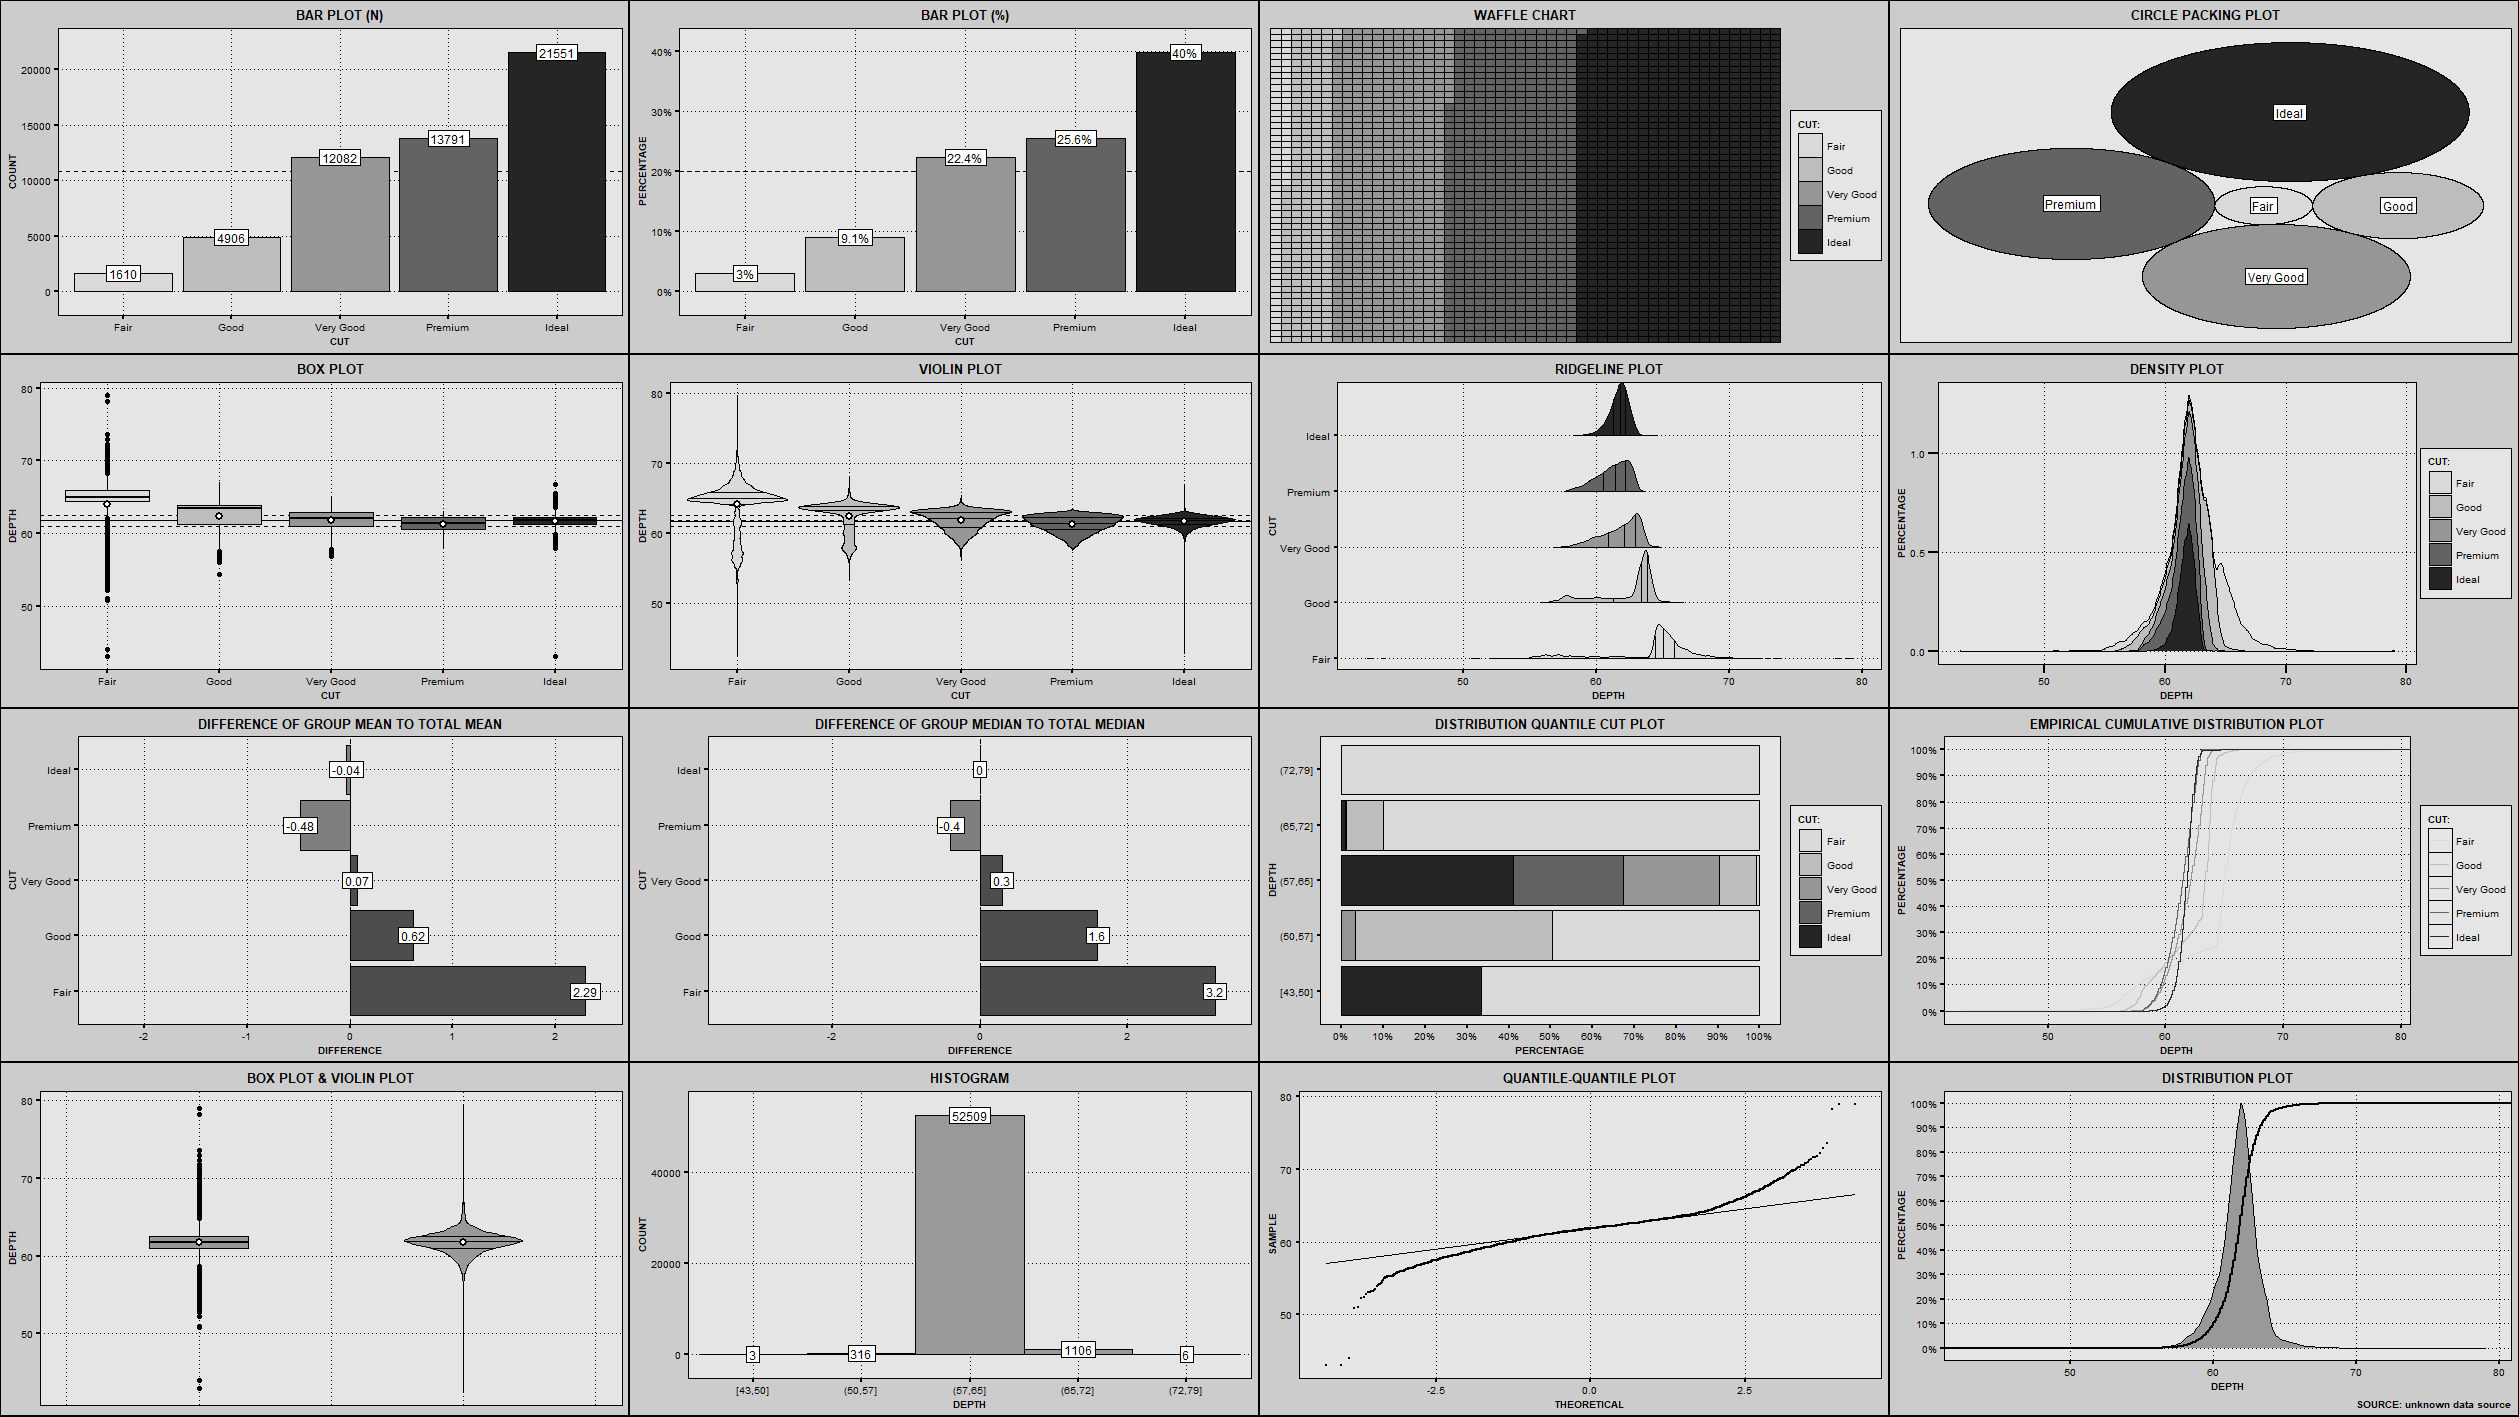 BAR PLOT (N)
COUNT
20000
15000
10000
5000
0
21551
13791
12082
4906
1610
Fair Good Very Good Premium Ideal
CUT
BAR PLOT (%)
PERCENTAGE
40%
30%
20%
10%
0%
40%
25.6%
22.4%
9.1%
3%
Fair Good Very Good Premium Ideal
CUT
WAFFLE CHART
CUT:
Fair
Good
Very Good
Premium
Ideal
CIRCLE PACKING PLOT
Ideal
Premium
Fair
Good
Very Good
BOX PLOT
DEPTH
80
70
60
50
Fair Good Very Good Premium Ideal
CUT
VIOLIN PLOT
DEPTH
80
70
60
50
Fair Good Very Good Premium Ideal
CUT
RIDGELINE PLOT
CUT
Ideal
Premium
Very Good
Good
Fair
50 60 70 80
DEPTH
DENSITY PLOT
PERCENTAGE
1.0
0.5
0.0
50 60 70 80
DEPTH
CUT:
Fair
Good
Very Good
Premium
Ideal
DIFFERENCE OF GROUP MEAN TO TOTAL MEAN
CUT
Ideal
Premium
Very Good
Good
Fair
-0.04
-0.48
0.07
0.62
2.29
-2 -1 0 1 2
DIFFERENCE
DIFFERENCE OF GROUP MEDIAN TO TOTAL MEDIAN
CUT
Ideal
Premium
Very Good
Good
Fair
0
-0.4
0.3
1.6
3.2
-2 0 2
DIFFERENCE
DISTRIBUTION QUANTILE CUT PLOT
DEPTH
(72,79]
(65,72]
(57,65]
(50,57]
[43,50]
0% 10% 20% 30% 40% 50% 60% 70% 80% 90% 100%
PERCENTAGE
CUT:
Fair
Good
Very Good
Premium
Ideal
EMPIRICAL CUMULATIVE DISTRIBUTION PLOT
PERCENTAGE
100%
90%
80%
70%
60%
50%
40%
30%
20%
10%
0%
50 60 70 80
DEPTH
CUT:
Fair
Good
Very Good
Premium
Ideal
BOX PLOT & VIOLIN PLOT
DEPTH
80
70
60
50
HISTOGRAM
COUNT
40000
20000
0
52509
3
316
1106
6
[43,50] (50,57] (57,65] (65,72] (72,79]
DEPTH
QUANTILE-QUANTILE PLOT
SAMPLE
80
70
60
50
-2.5 0.0 2.5
THEORETICAL
DISTRIBUTION PLOT
PERCENTAGE
100%
90%
80%
70%
60%
50%
40%
30%
20%
10%
0%
50 60 70 80
DEPTH
SOURCE: unknown data source